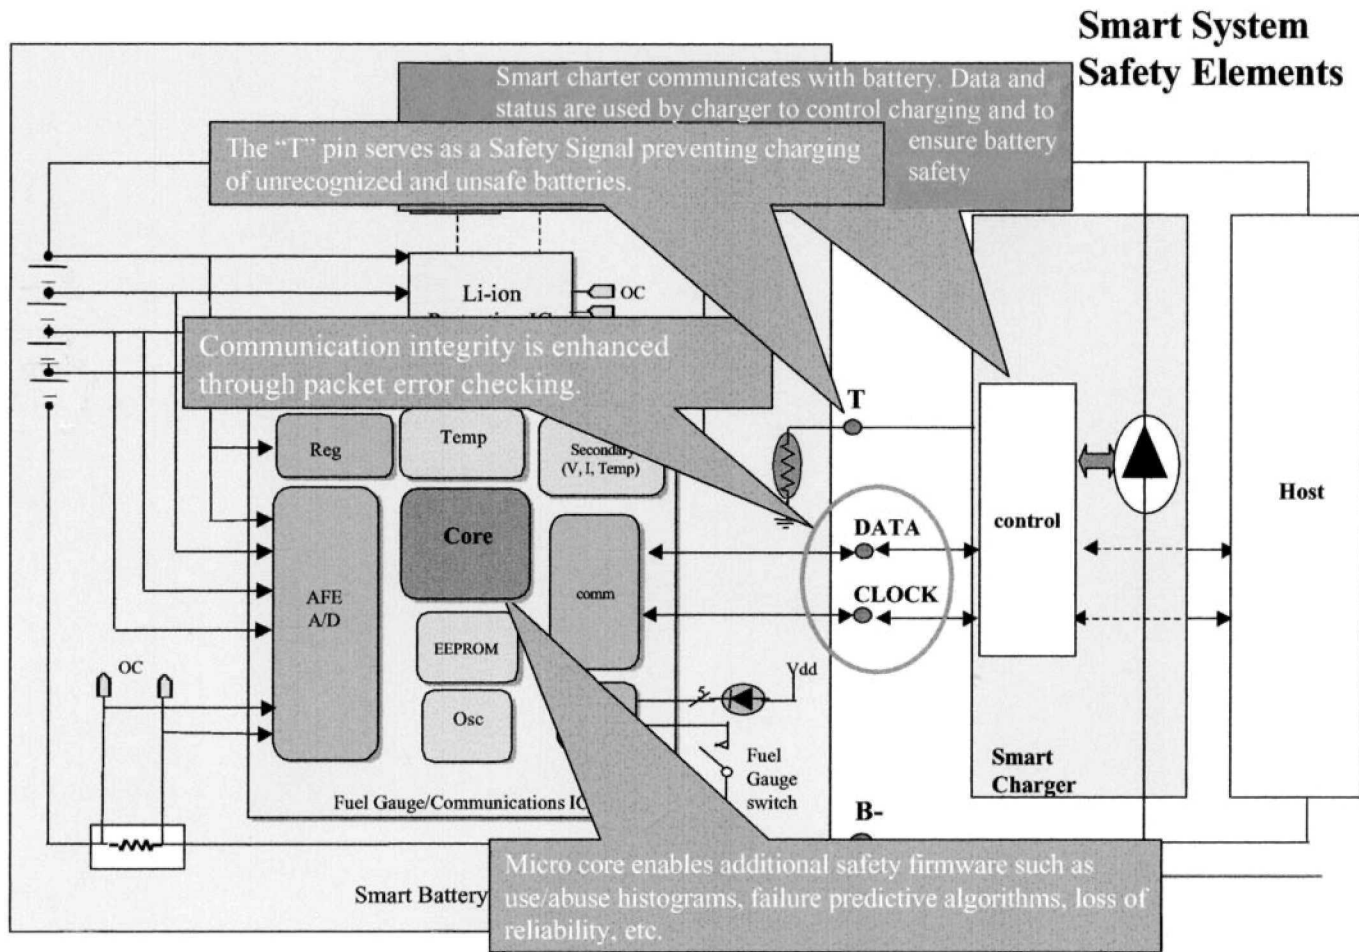 Smart System
Safety Elements
Smart charter communicates with battery. Data and
status are used by charger to control charging and to
ensure battery
safety
The “T” pin serves as a Safety Signal preventing charging
of unrecognized and unsafe batteries.
Li-ion
OC
Communication integrity is enhanced
through packet error checking.
T
Reg
Temp
Secondary
(V, I, Temp)
Core
AFE
A/D
comm
EEPROM
Osc
DATA
CLOCK
control
Host
OC
Vdd
5
Fuel
Gauge
switch
Smart
Charger
Fuel Gauge/Communications IC
B-
Smart Battery
Micro core enables additional safety firmware such as
use/abuse histograms, failure predictive algorithms, loss of
reliability, etc.